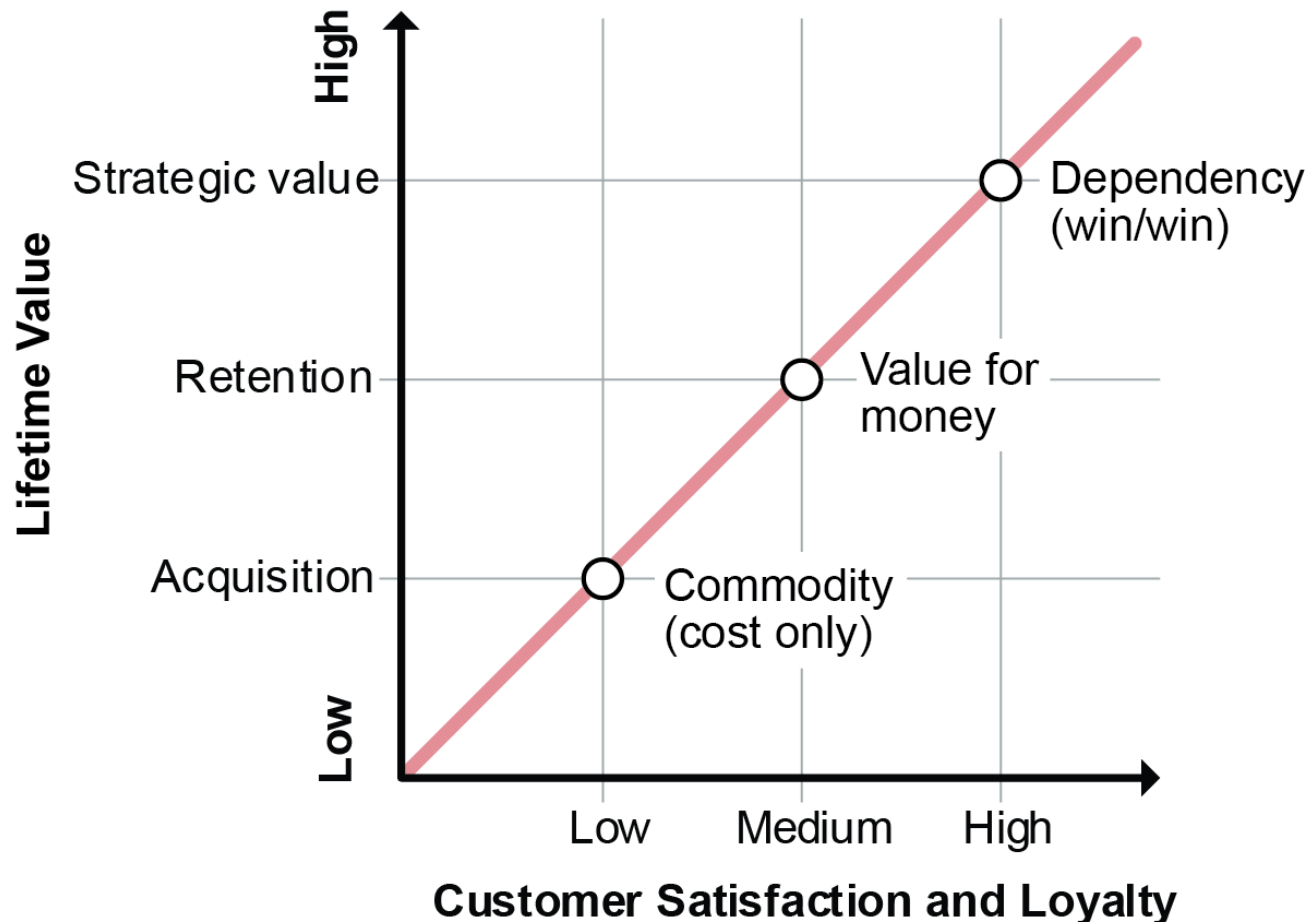 High
Strategic value
Dependency
(win/win)
Lifetime Value
Retention
Value for
money
Acquisition
Commodity
(cost only)
Low
Low
Medium
High
Customer Satisfaction and Loyalty